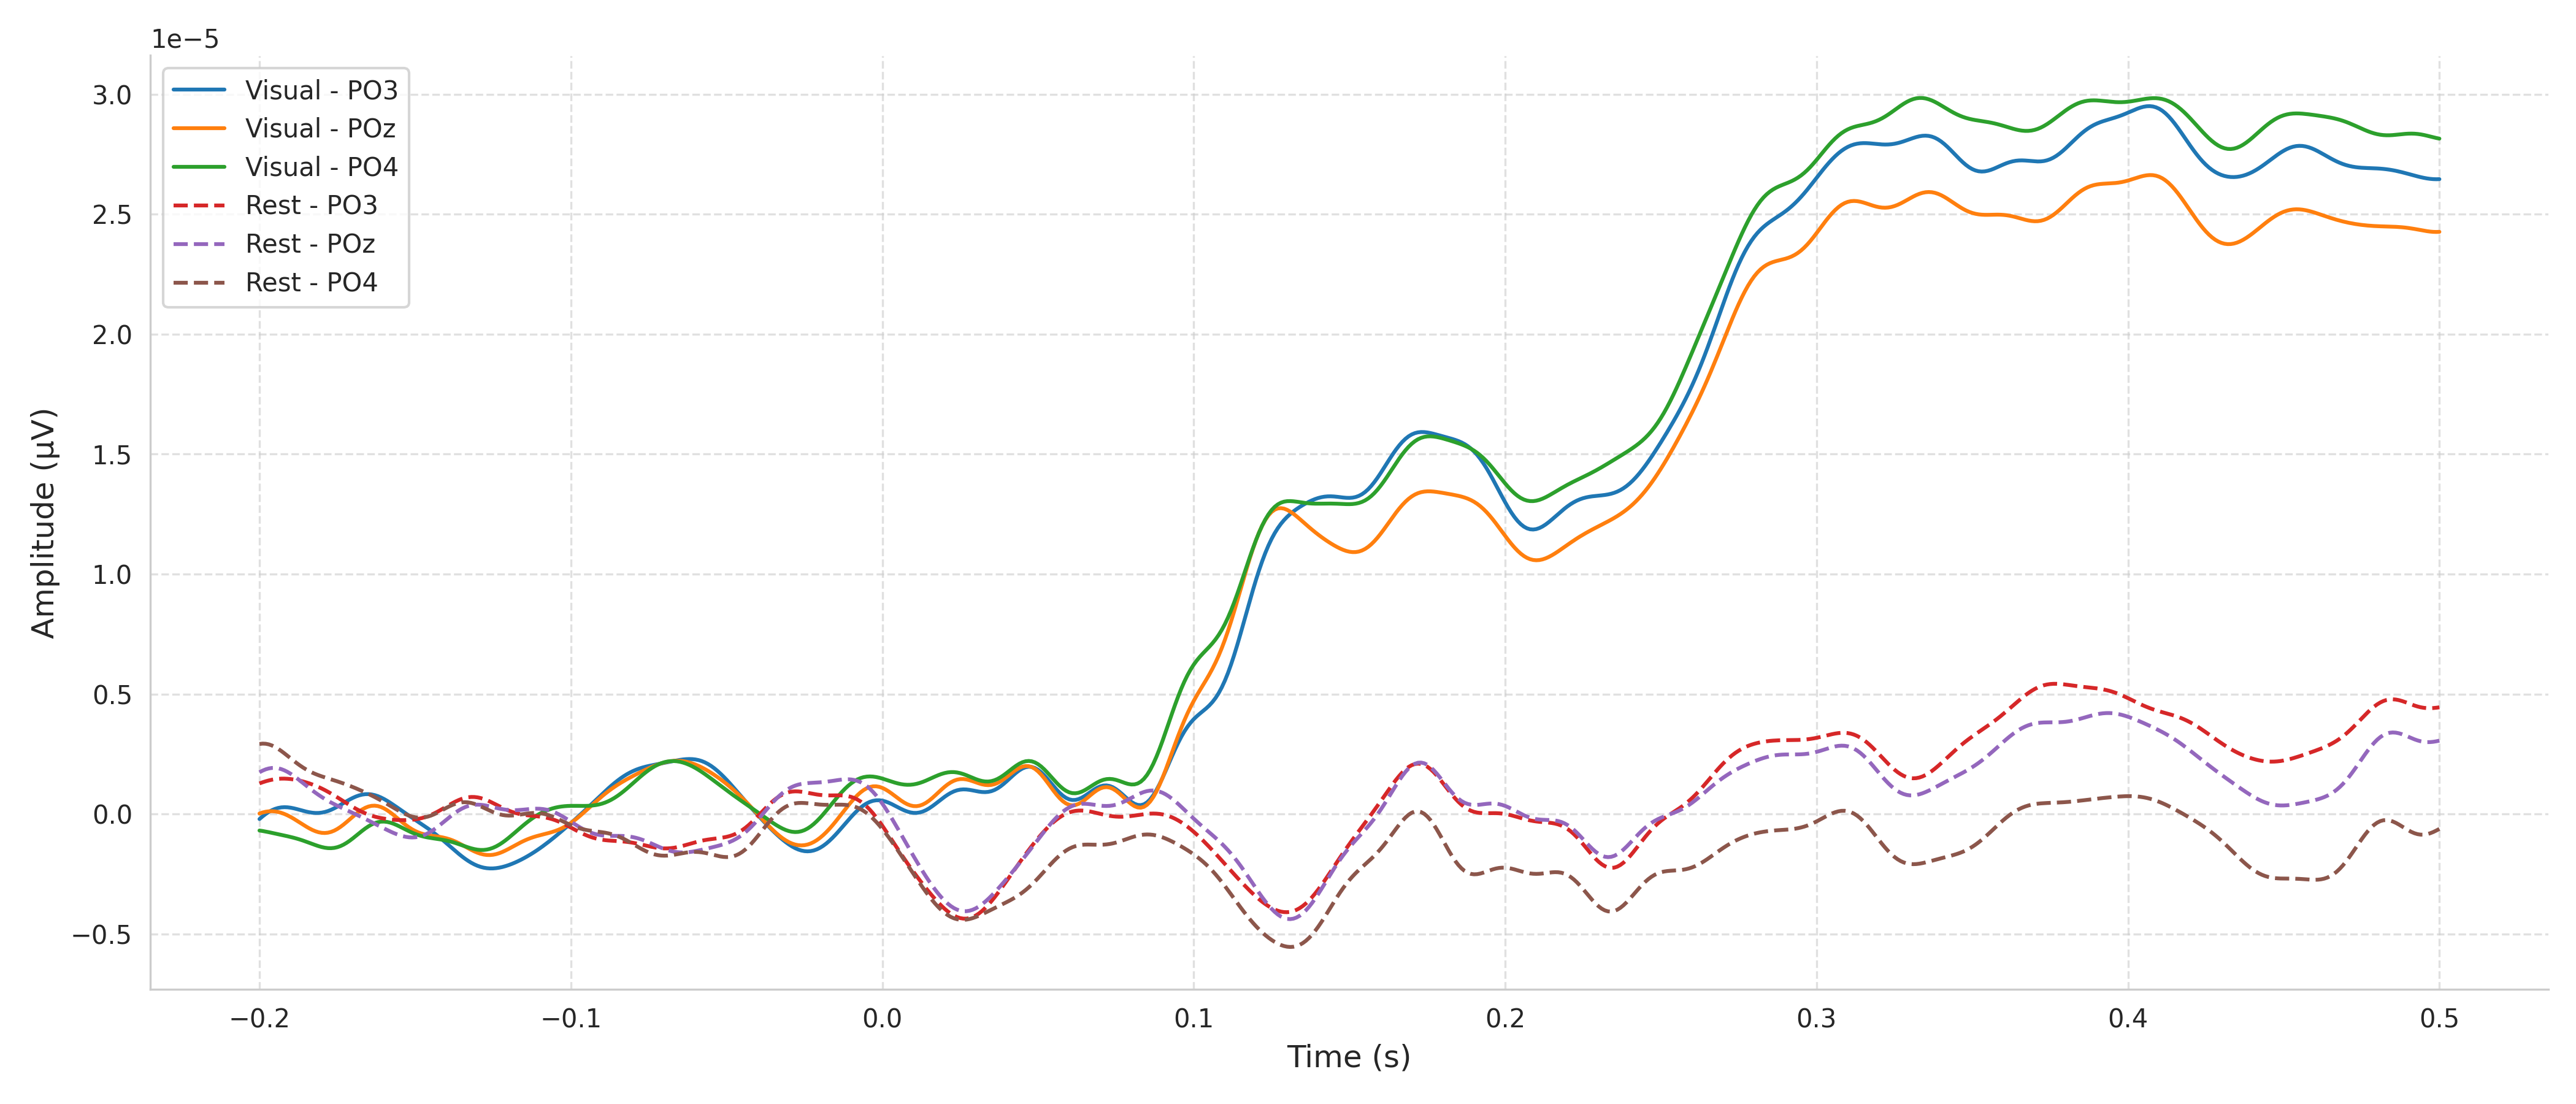 1e−5
3.0
2.5
2.0
1.5
1.0
0.5
0.0
−0.5
Amplitude (µV)
Visual - PO3
Visual - POz
Visual - PO4
Rest - PO3
Rest - POz
Rest - PO4
−0.2 −0.1 0.0 0.1 0.2 0.3 0.4 0.5
Time (s)